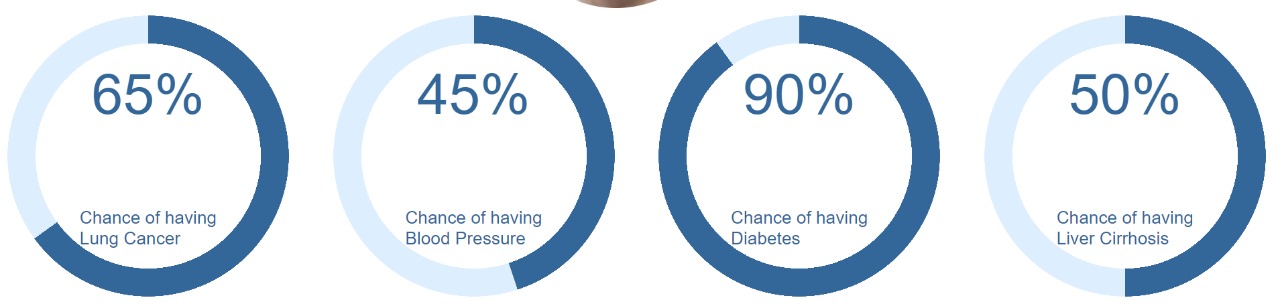 65%
Chance of having
Lung Cancer
45%
Chance of having
Blood Pressure
90%
Chance of having
Diabetes
50%
Chance of having
Liver Cirrhosis